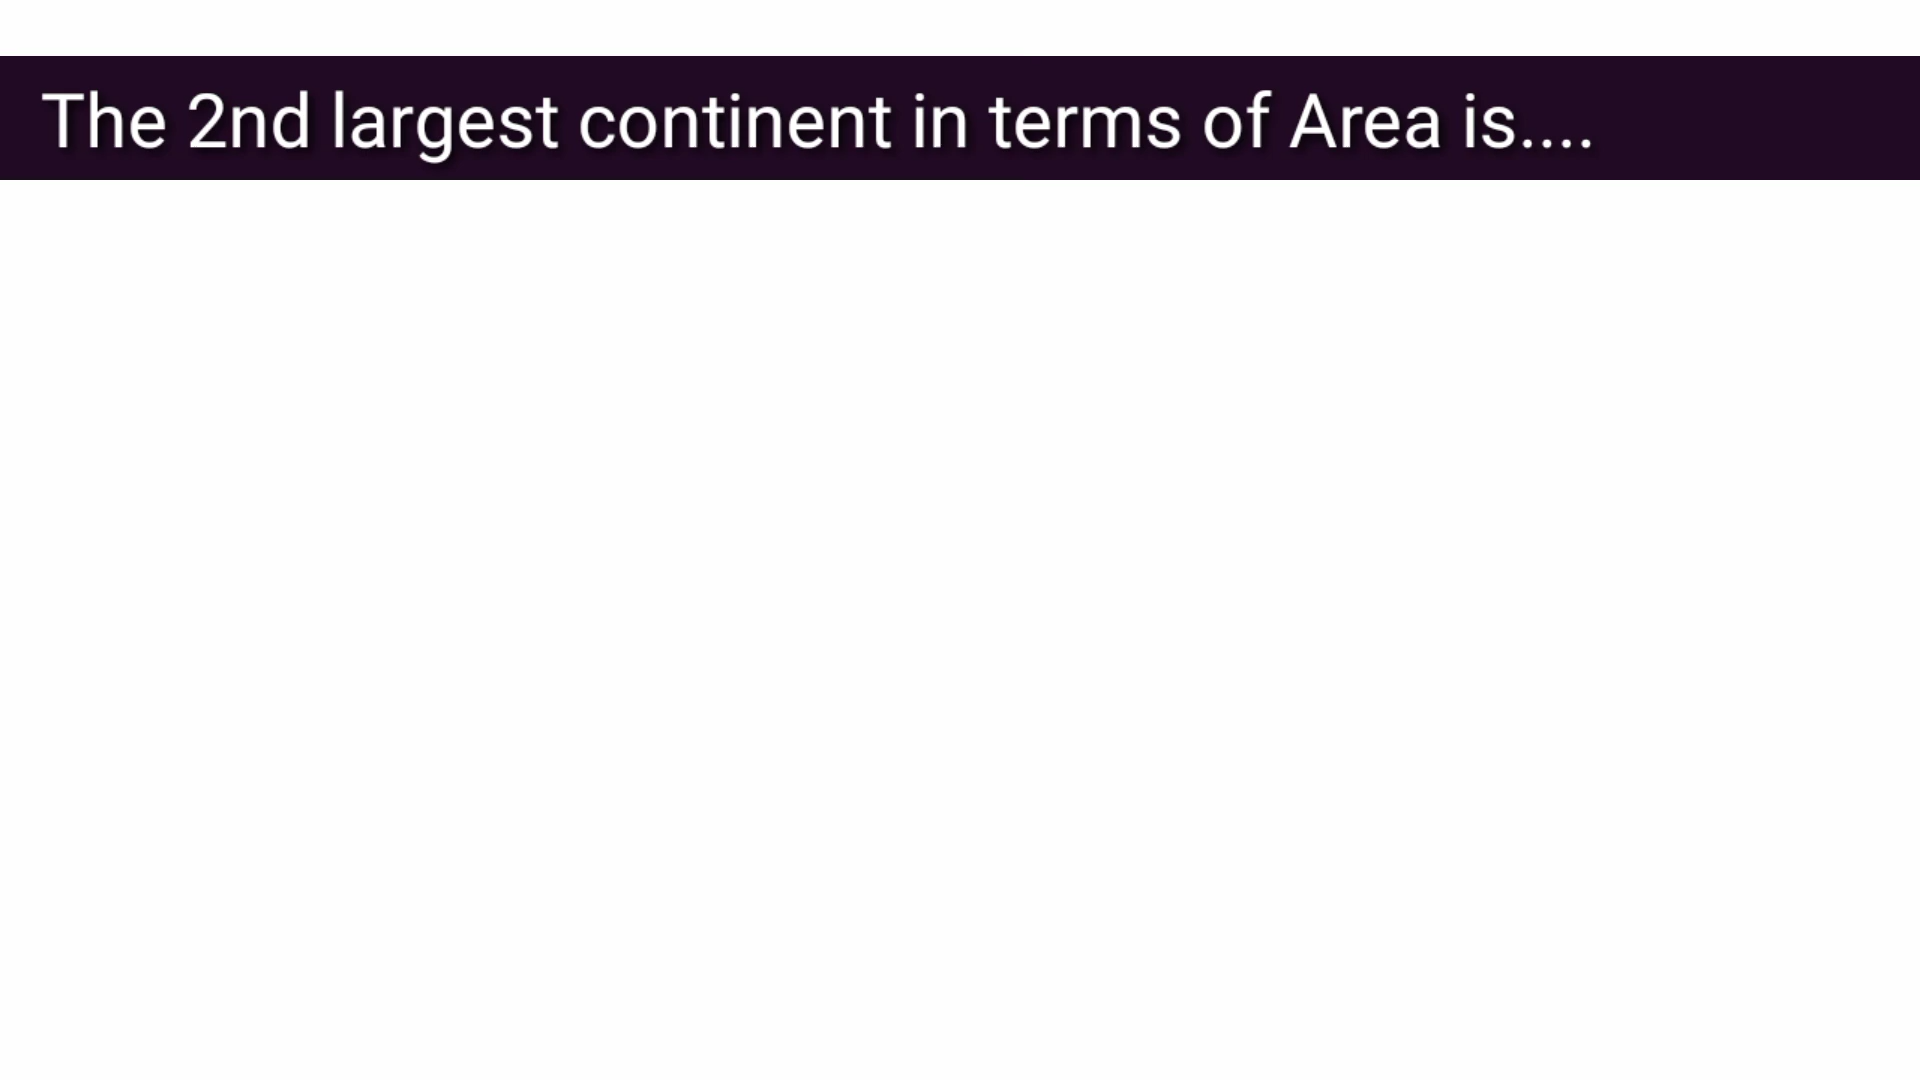 The 2nd largest continent in terms of Area is....